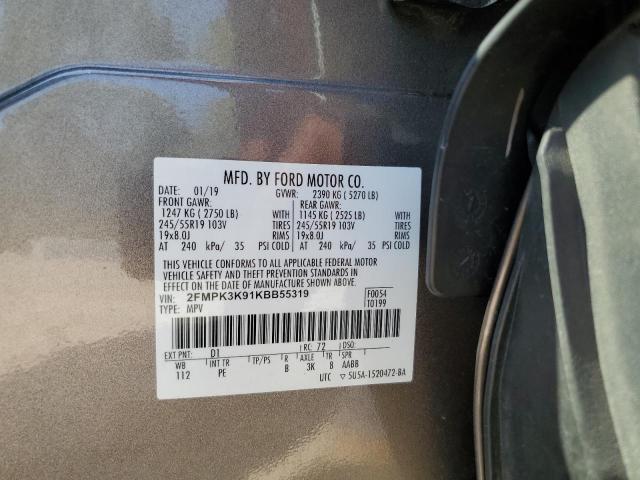 MFD. BY FORD MOTOR CO.
DATE: 01/19 GVWR: 2390 KG ( 5270 LB)
FRONT GAWR: REAR GAWR:
1247 KG ( 2750 LB) WITH 1145 KG ( 2525 LB) WITH
245/55R19 103V TIRES 245/55R19 103V TIRES
19x8.0J RIMS 19x8.0J RIMS
AT 240 kPa/ 35 PSI COLD AT 240 kPa/ 35 PSI COLD
THIS VEHICLE CONFORMS TO ALL APPLICABLE FEDERAL MOTOR
VEHICLE SAFETY AND THEFT PREVENTION STANDARDS IN
EFFECT ON THE DATE OF MANUFACTURE SHOWN ABOVE.
VIN: 2FMPK3K91KBB55319 F0054
TYPE: MPV T0199
EXT PNT: D1 RC: 72 DSO:
WB INT TR TP/PS R AXLE TR SPR
112 PE B 3K 8 AABB
UTC ▽ 5U5A-1520472-BA